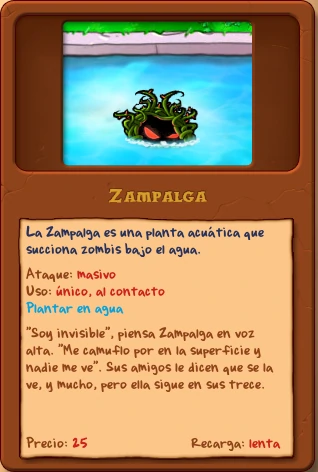 Zampalga
La Zampalga es una planta acuática que
succiona zombis bajo el agua.
Ataque: masivo
Uso: único, al contacto
Plantar en agua
"Soy invisible", piensa Zampalga en voz
alta. "Me camuflo por en la superficie y
nadie me ve". Sus amigos le dicen que se la
ve, y mucho, pero ella sigue en sus trece.
Precio: 25 Recarga: lenta